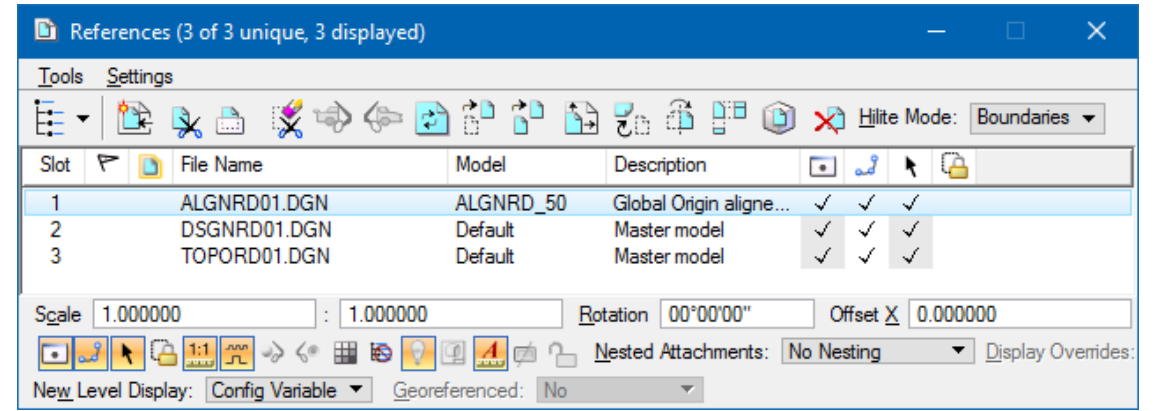 References (3 of 3 unique, 3 displayed)
Tools Settings
Hilite Mode: Boundaries
Slot File Name Model Description
1 ALGNRD01.DGN ALGNRD_50 Global Origin aligne...
2 DSGNRD01.DGN Default Master model
3 TOPORD01.DGN Default Master model
Scale 1.000000 : 1.000000 Rotation 00°00'00" Offset X 0.000000
1:1 A Nested Attachments: No Nesting Display Overrides:
New Level Display: Config Variable Georeferenced: No